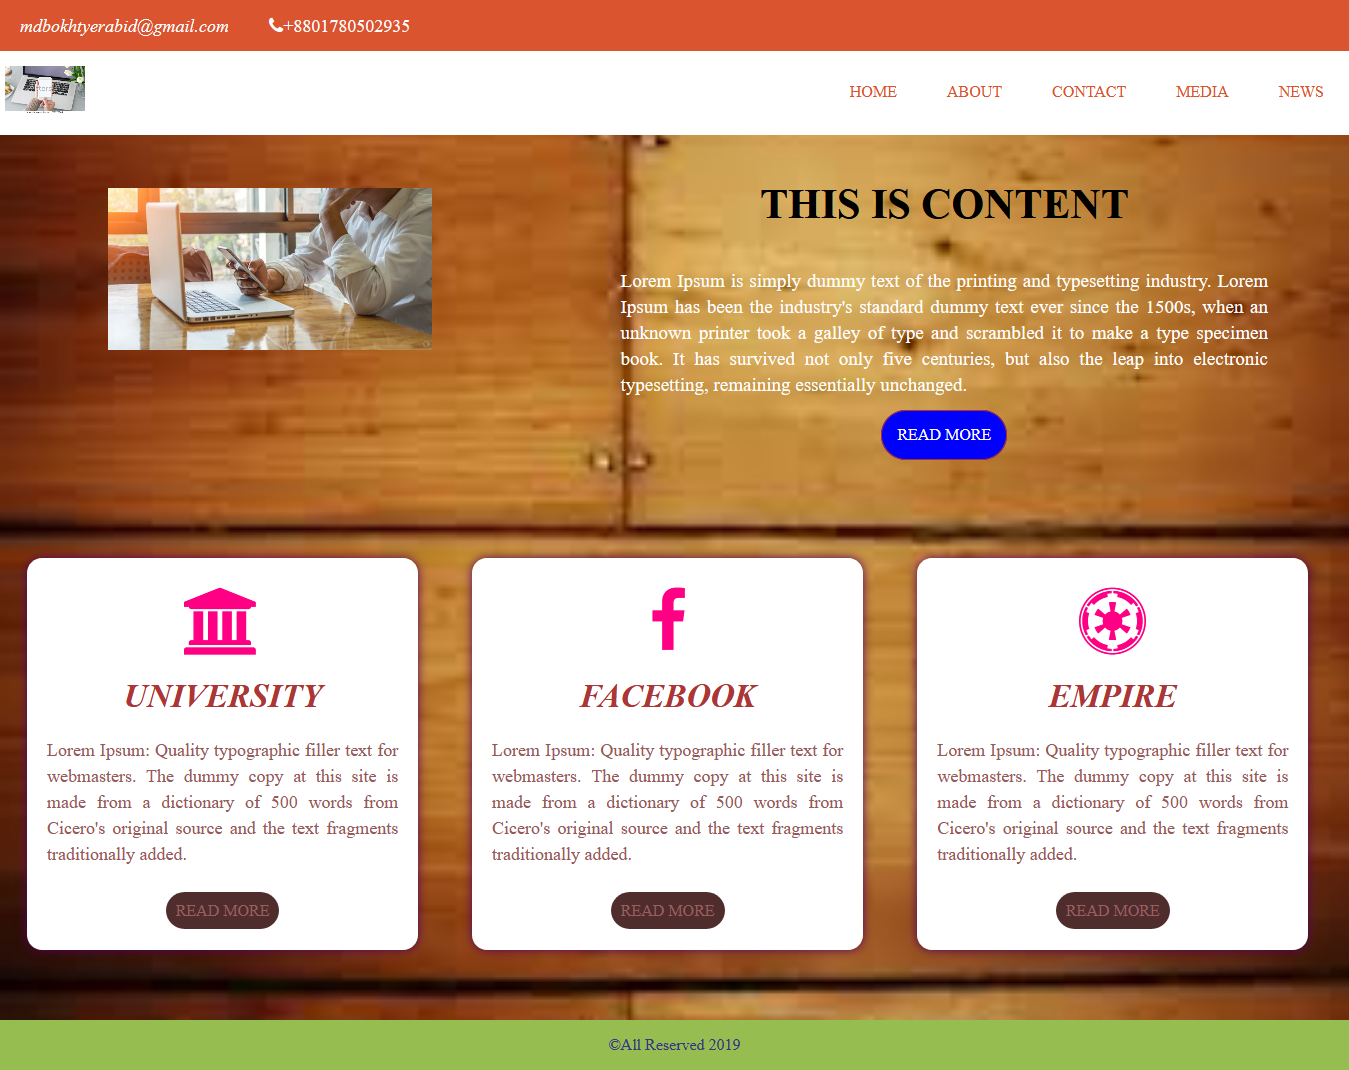 mdbokhtyerabid@gmail.com +8801780502935
HOME ABOUT CONTACT MEDIA NEWS
THIS IS CONTENT
Lorem Ipsum is simply dummy text of the printing and typesetting industry. Lorem
Ipsum has been the industry's standard dummy text ever since the 1500s, when an
unknown printer took a galley of type and scrambled it to make a type specimen
book. It has survived not only five centuries, but also the leap into electronic
typesetting, remaining essentially unchanged.
READ MORE
UNIVERSITY
Lorem Ipsum: Quality typographic filler text for
webmasters. The dummy copy at this site is
made from a dictionary of 500 words from
Cicero's original source and the text fragments
traditionally added.
READ MORE
FACEBOOK
Lorem Ipsum: Quality typographic filler text for
webmasters. The dummy copy at this site is
made from a dictionary of 500 words from
Cicero's original source and the text fragments
traditionally added.
READ MORE
EMPIRE
Lorem Ipsum: Quality typographic filler text for
webmasters. The dummy copy at this site is
made from a dictionary of 500 words from
Cicero's original source and the text fragments
traditionally added.
READ MORE
©All Reserved 2019